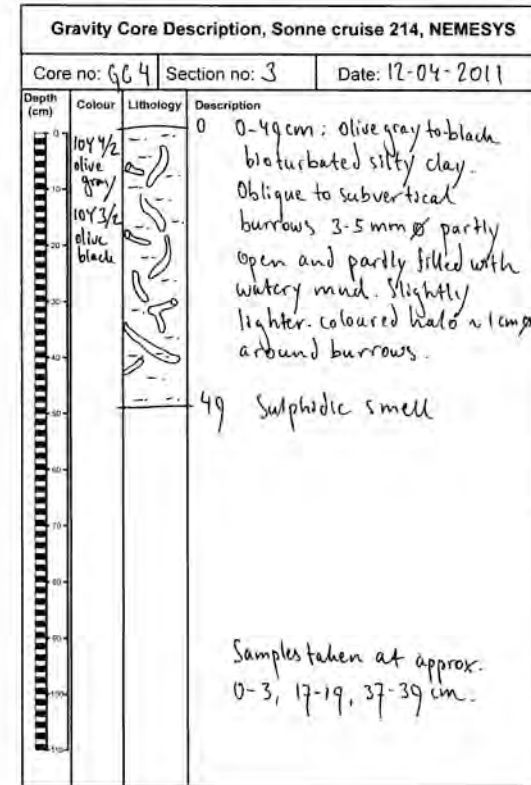 Gravity Core Description, Sonne cruise 214, NEMESYS
Core no: GC4 Section no: 3 Date: 12-04-2011
Depth (cm) Colour Lithology Description
0
10
20
30
40
50
60
70
80
90
100
110
10Y 4/2
olive
gray/
10Y 3/2
olive
black
0 0-49cm: Olive gray to black
bioturbated silty clay.
Oblique to subvertical
burrows 3-5 mm ø partly
open and partly filled with
watery mud. Slightly
lighter-coloured halo ~1cm ø
around burrows.
49 Sulphidic smell
Samples taken at approx.
0-3, 17-19, 37-39 cm.